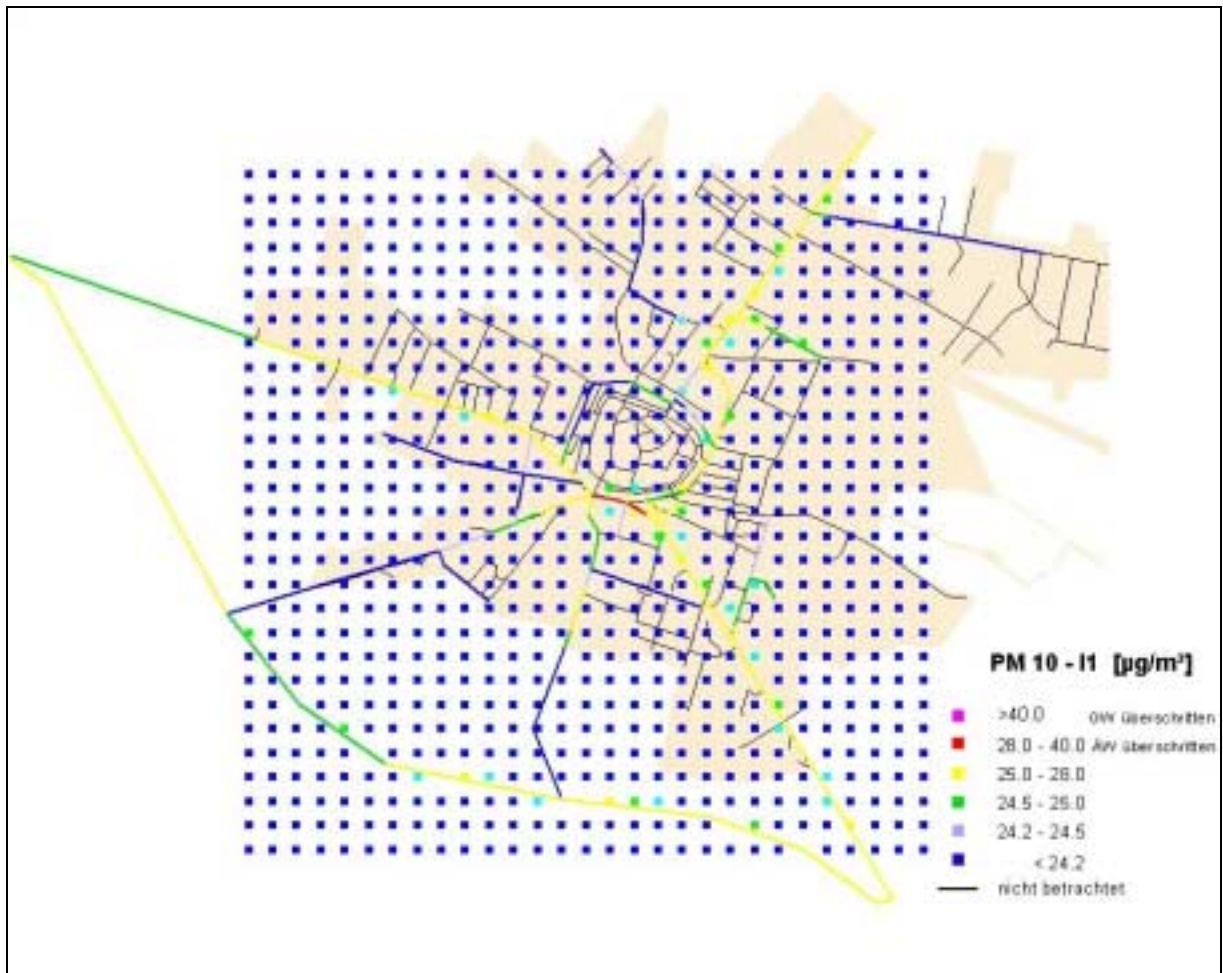 PM 10 - I1 [µg/m³]
>40.0 GW überschritten
28.0 - 40.0 AW überschritten
25.0 - 28.0
24.5 - 25.0
24.2 - 24.5
< 24.2
nicht betrachtet